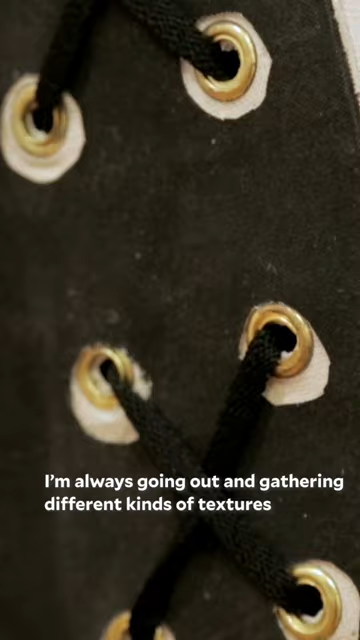 I'm always going out and gathering
different kinds of textures